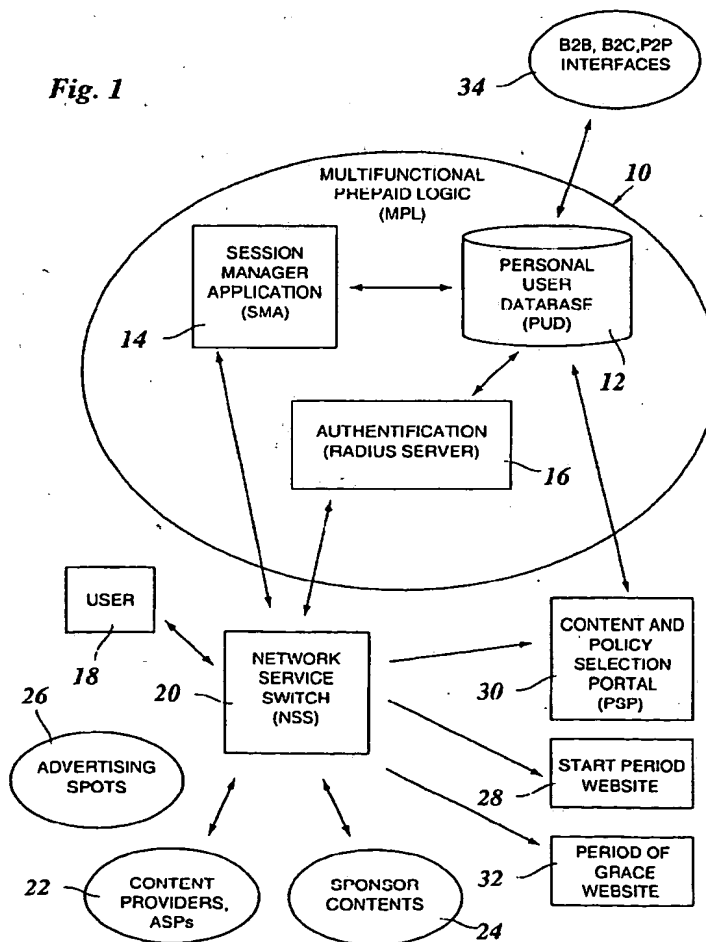 Fig. 1
B2B, B2C,P2P
INTERFACES
34
MULTIFUNCTIONAL
PREPAID LOGIC
(MPL)
10
SESSION
MANAGER
APPLICATION
(SMA)
14
PERSONAL
USER
DATABASE
(PUD)
12
AUTHENTIFICATION
(RADIUS SERVER)
16
USER
18
NETWORK
SERVICE
SWITCH
(NSS)
20
CONTENT AND
POLICY
SELECTION
PORTAL
(PSP)
30
26
ADVERTISING
SPOTS
START PERIOD
WEBSITE
28
22
CONTENT
PROVIDERS,
ASPs
SPONSOR
CONTENTS
24
PERIOD OF
GRACE
WEBSITE
32